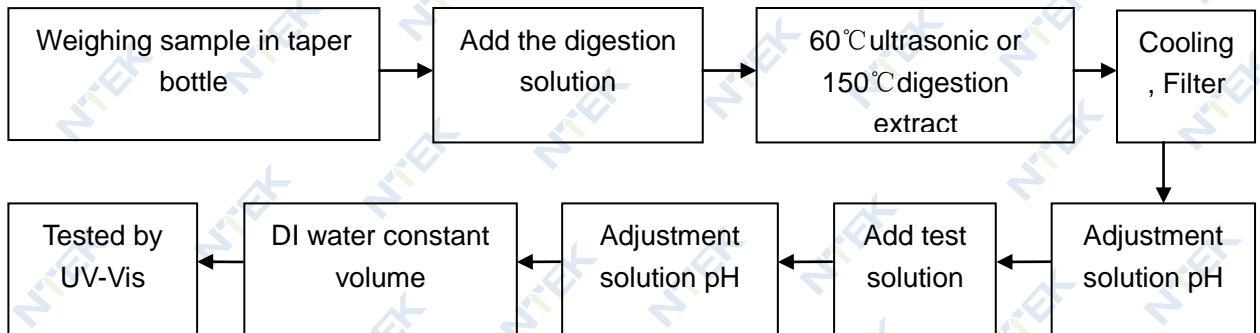 Weighing sample in taper
bottle
Add the digestion
solution
60℃ultrasonic or
150℃digestion
extract
Cooling
, Filter
Adjustment
solution pH
Add test
solution
Adjustment
solution pH
DI water constant
volume
Tested by
UV-Vis
NTEK